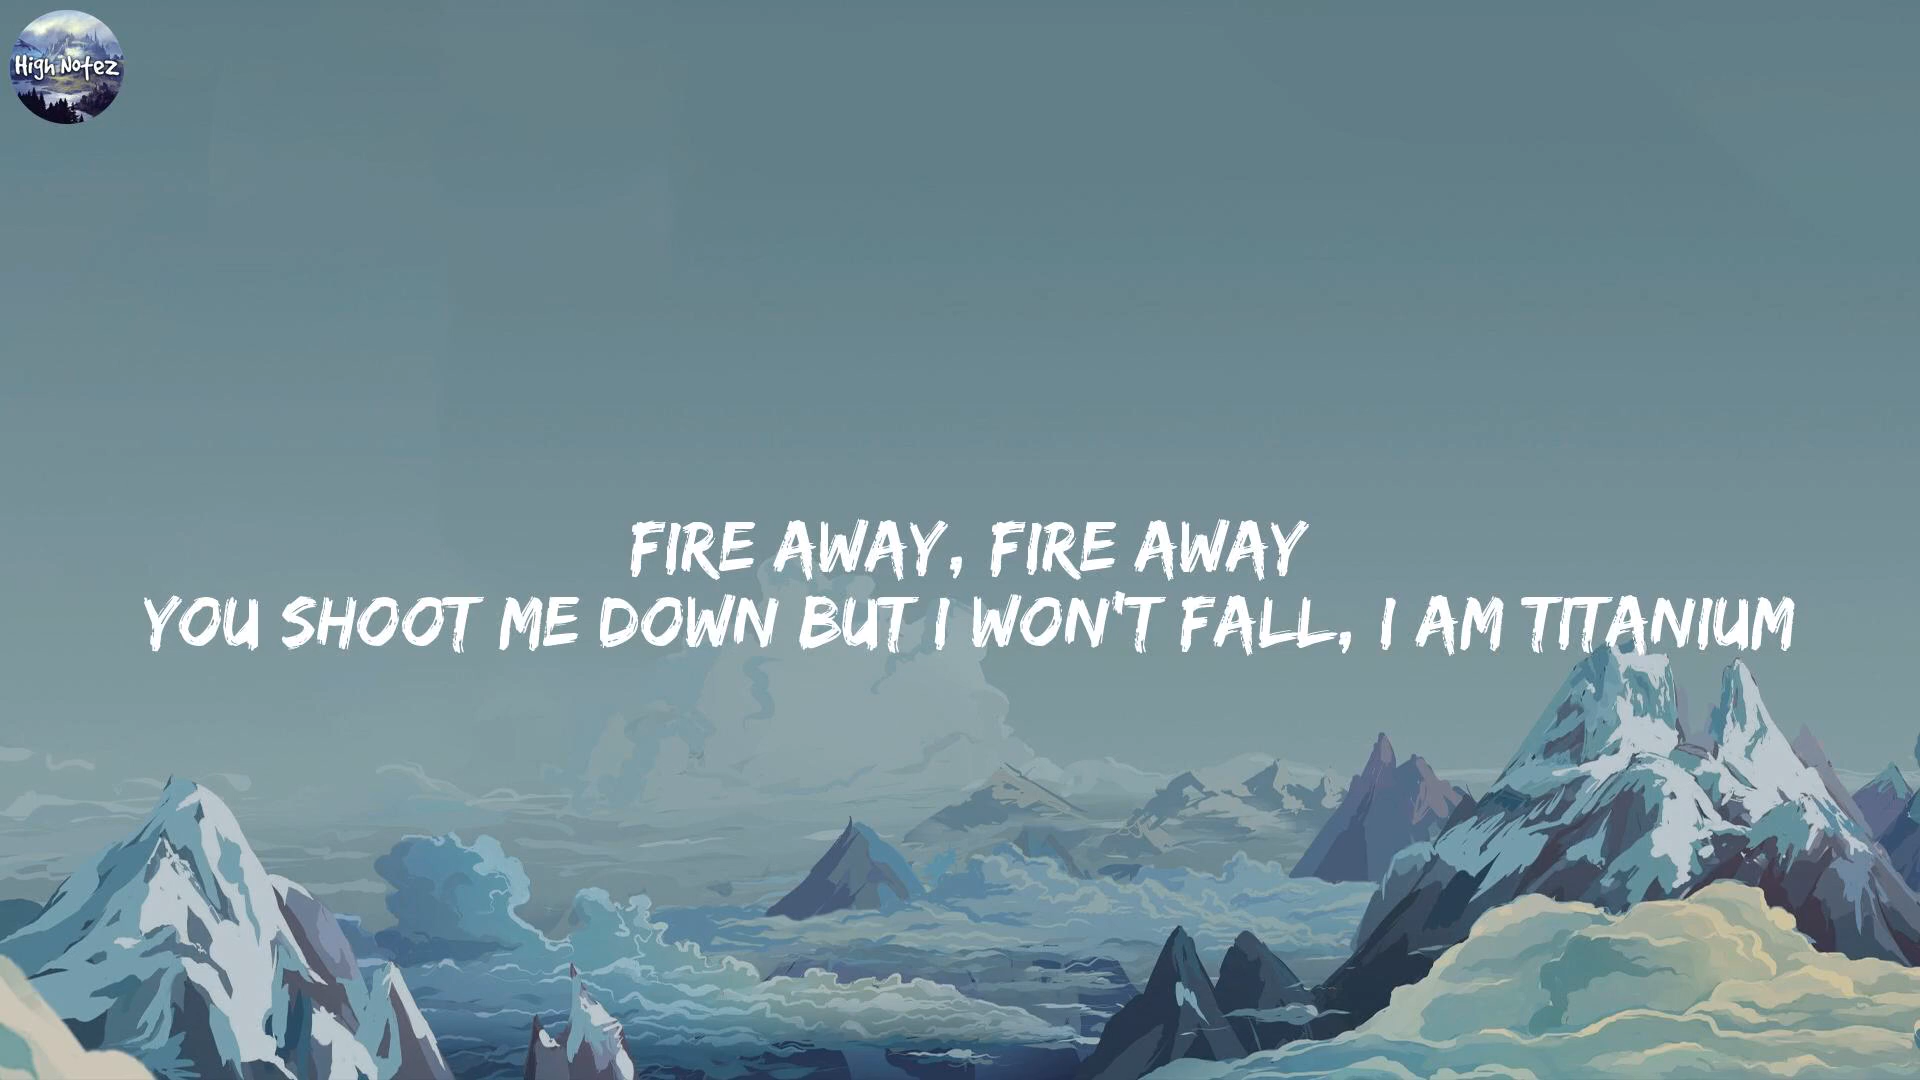 High Notez
FIRE AWAY, FIRE AWAY
YOU SHOOT ME DOWN BUT I WON'T FALL, I AM TITANIUM